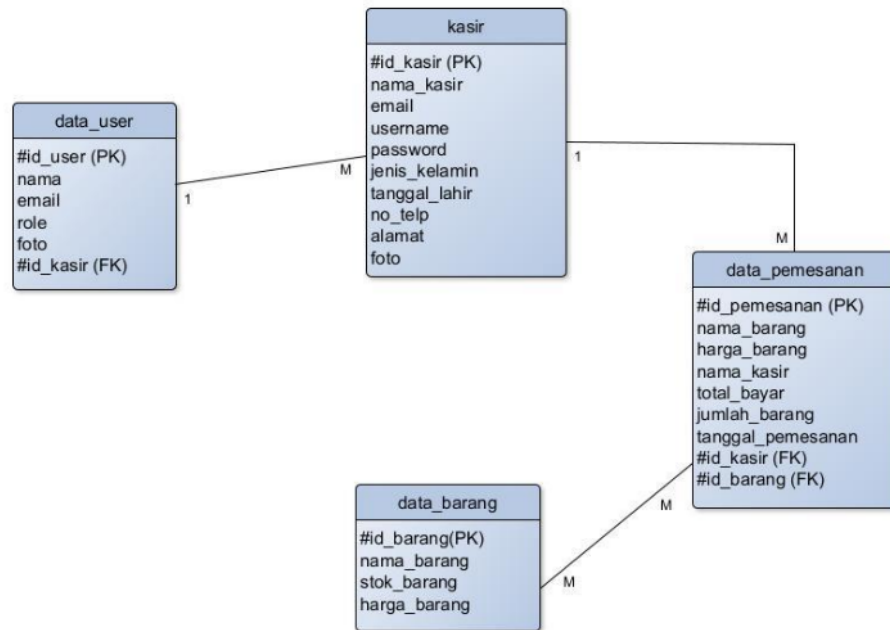 kasir
#id_kasir (PK)
nama_kasir
email
username
password
jenis_kelamin
tanggal_lahir
no_telp
alamat
foto
data_user
#id_user (PK)
nama
email
role
foto
#id_kasir (FK)
1
M
1
M
data_pemesanan
#id_pemesanan (PK)
nama_barang
harga_barang
nama_kasir
total_bayar
jumlah_barang
tanggal_pemesanan
#id_kasir (FK)
#id_barang (FK)
M
M
data_barang
#id_barang(PK)
nama_barang
stok_barang
harga_barang